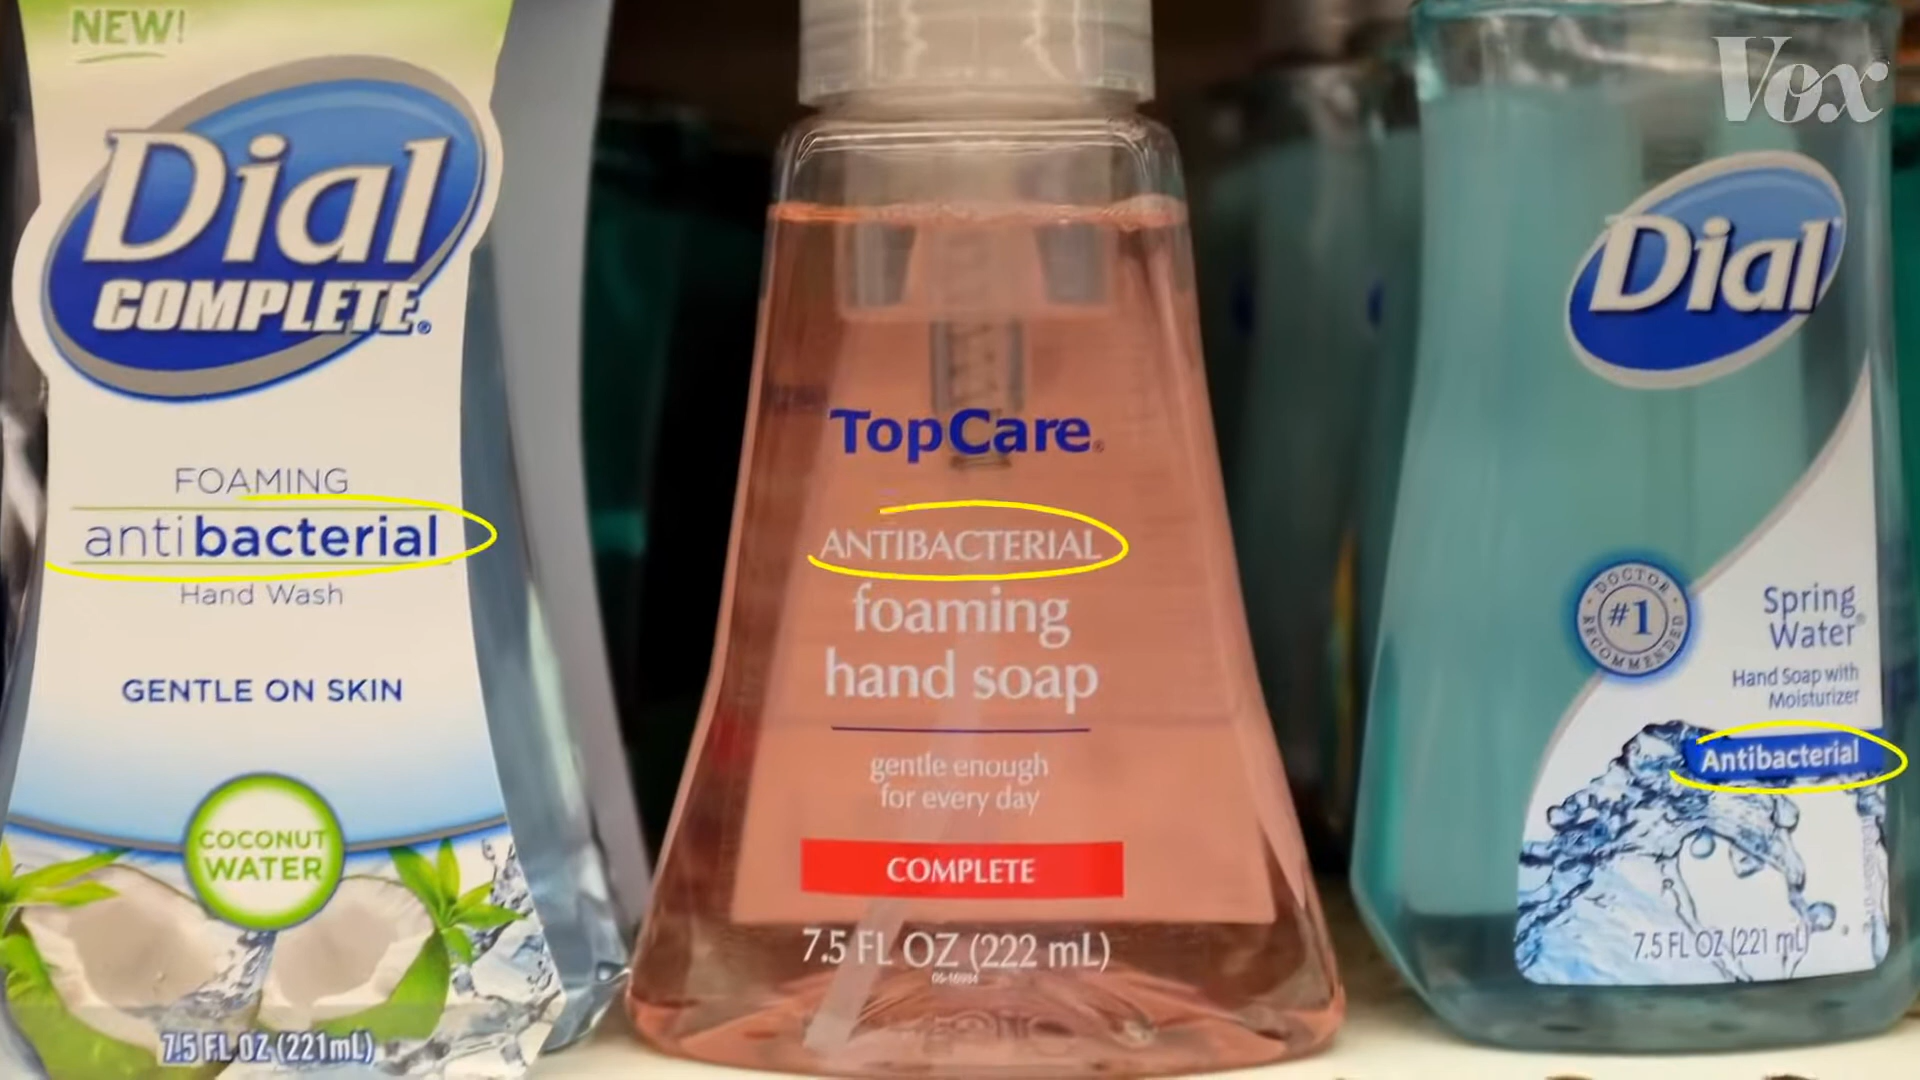 NEW!
Dial
COMPLETE®
FOAMING
antibacterial
Hand Wash
GENTLE ON SKIN
COCONUT
WATER
7.5 FL OZ (221mL)
TopCare®
ANTIBACTERIAL
foaming
hand soap
gentle enough
for every day
COMPLETE
7.5 FL OZ (222 mL)
05-16984
Vox
Dial
DOCTOR
#1
RECOMMENDED
Spring
Water®
Hand Soap with
Moisturizer
Antibacterial
7.5 FL OZ (221 mL)